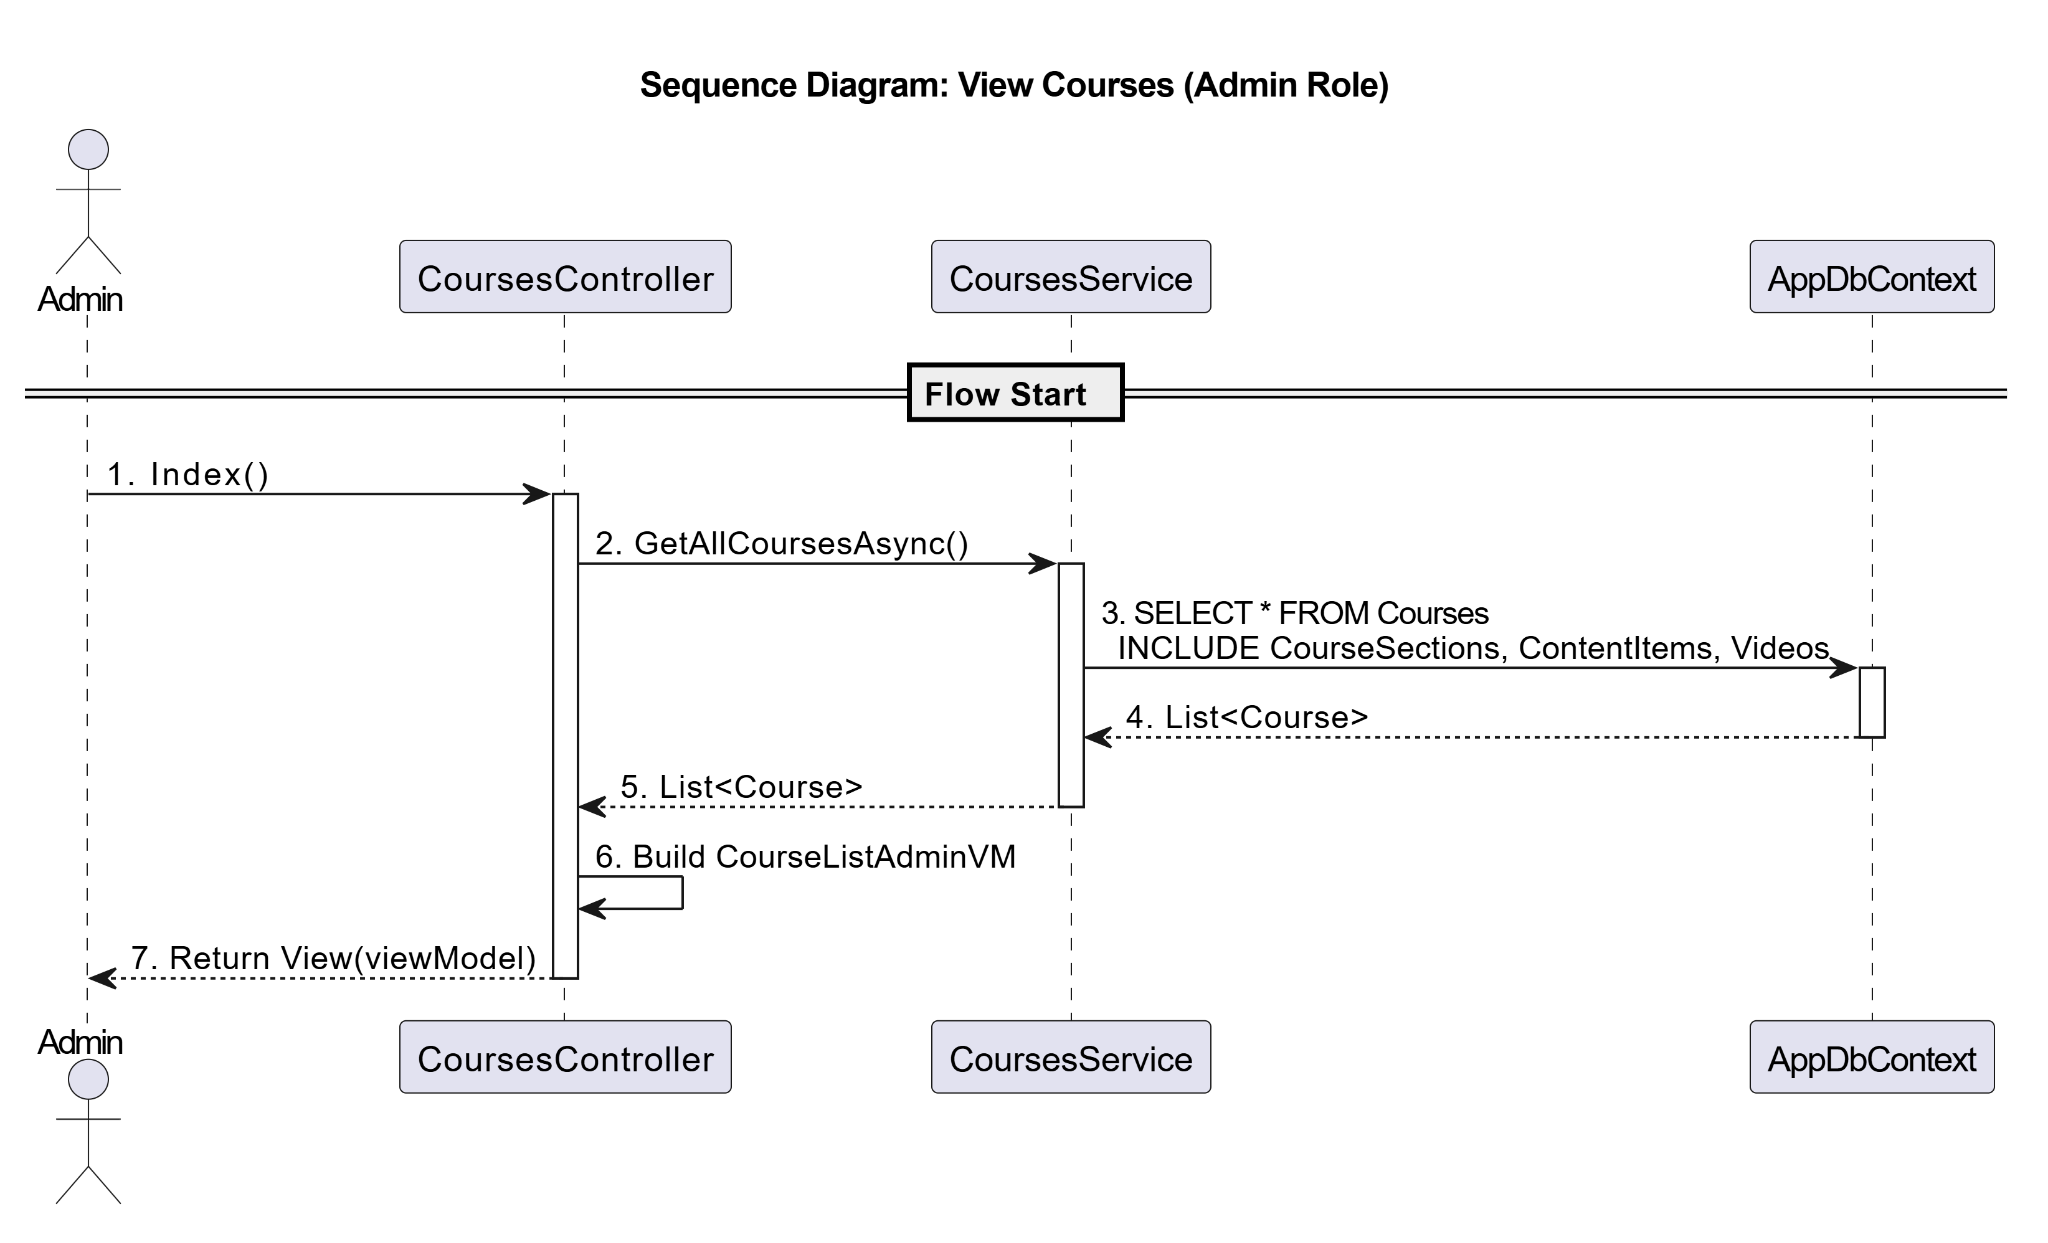 Sequence Diagram: View Courses (Admin Role)
Admin
CoursesController
CoursesService
AppDbContext
Flow Start
1. Index()
2. GetAllCoursesAsync()
3. SELECT * FROM Courses
INCLUDE CourseSections, ContentItems, Videos
4. List<Course>
5. List<Course>
6. Build CourseListAdminVM
7. Return View(viewModel)
Admin
CoursesController
CoursesService
AppDbContext